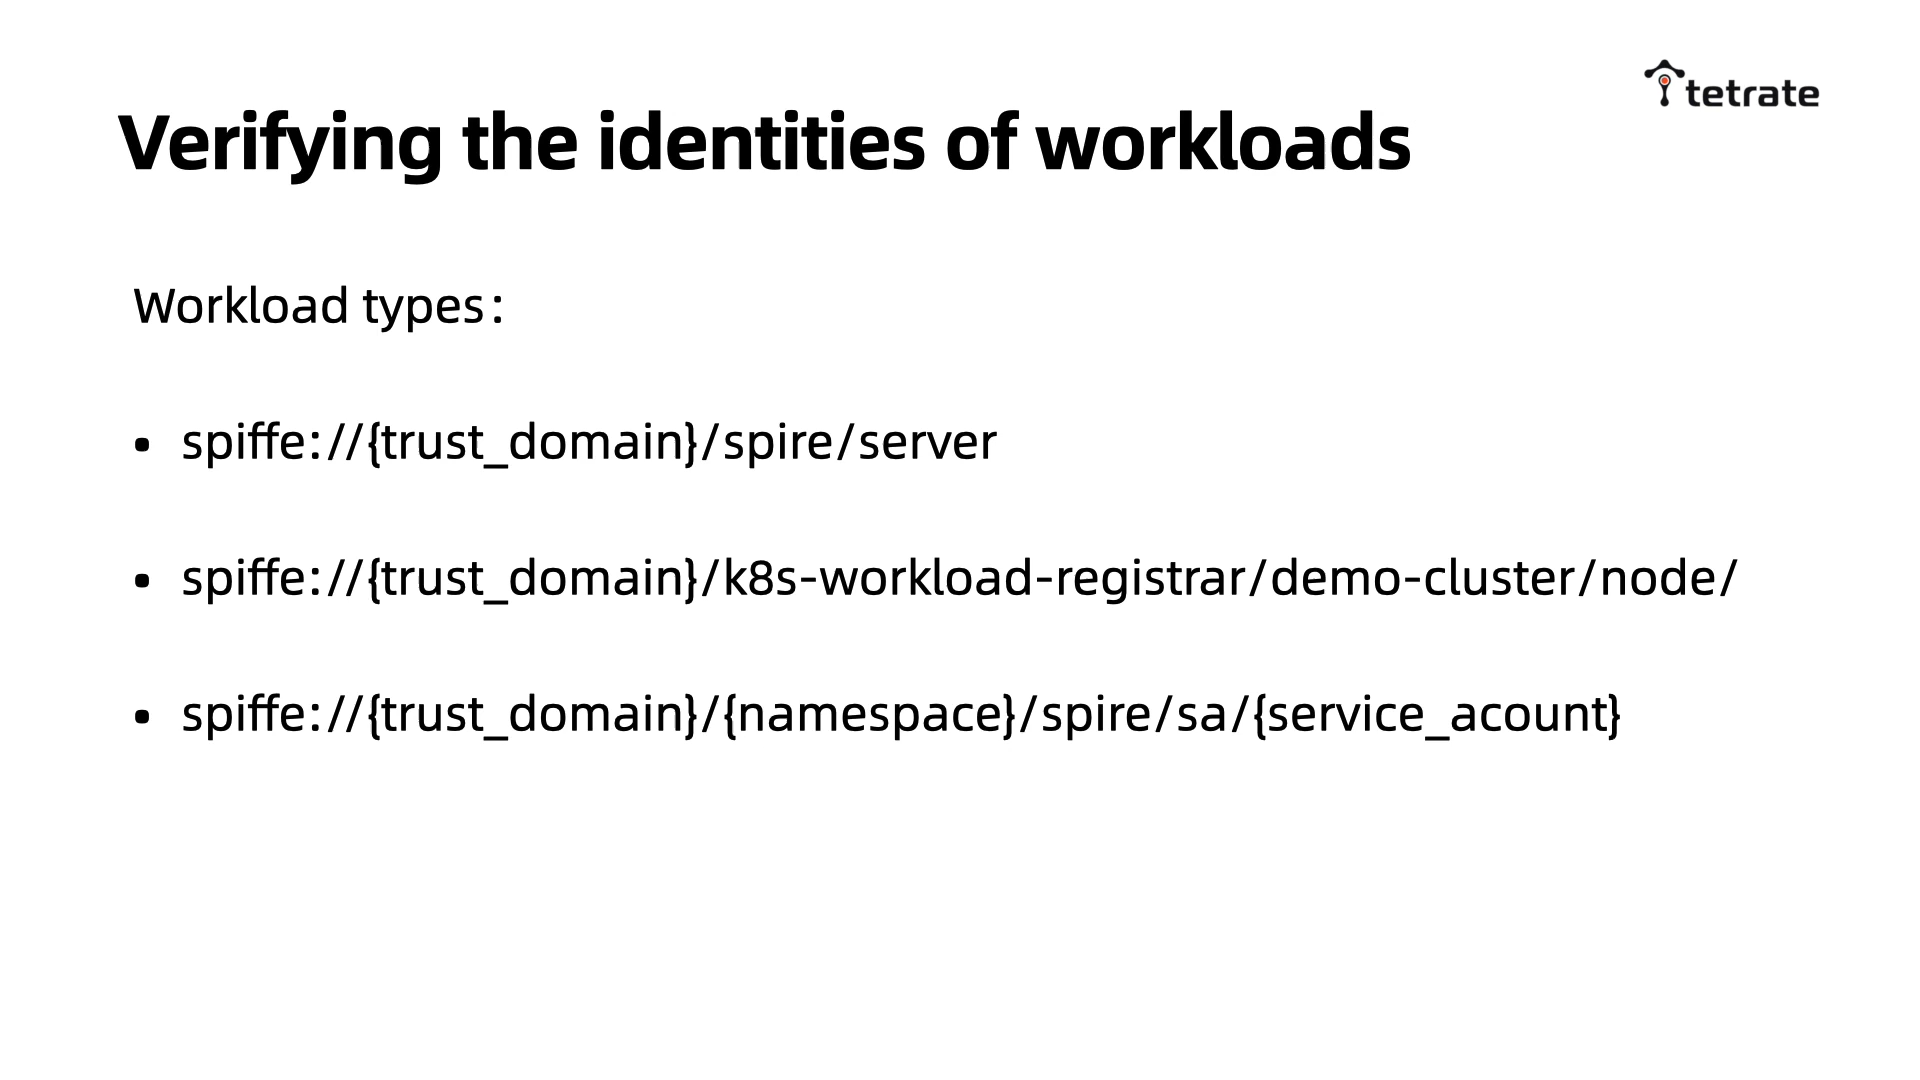 tetrate
Verifying the identities of workloads
Workload types:
• spiffe://{trust_domain}/spire/server
• spiffe://{trust_domain}/k8s-workload-registrar/demo-cluster/node/
• spiffe://{trust_domain}/{namespace}/spire/sa/{service_acount}